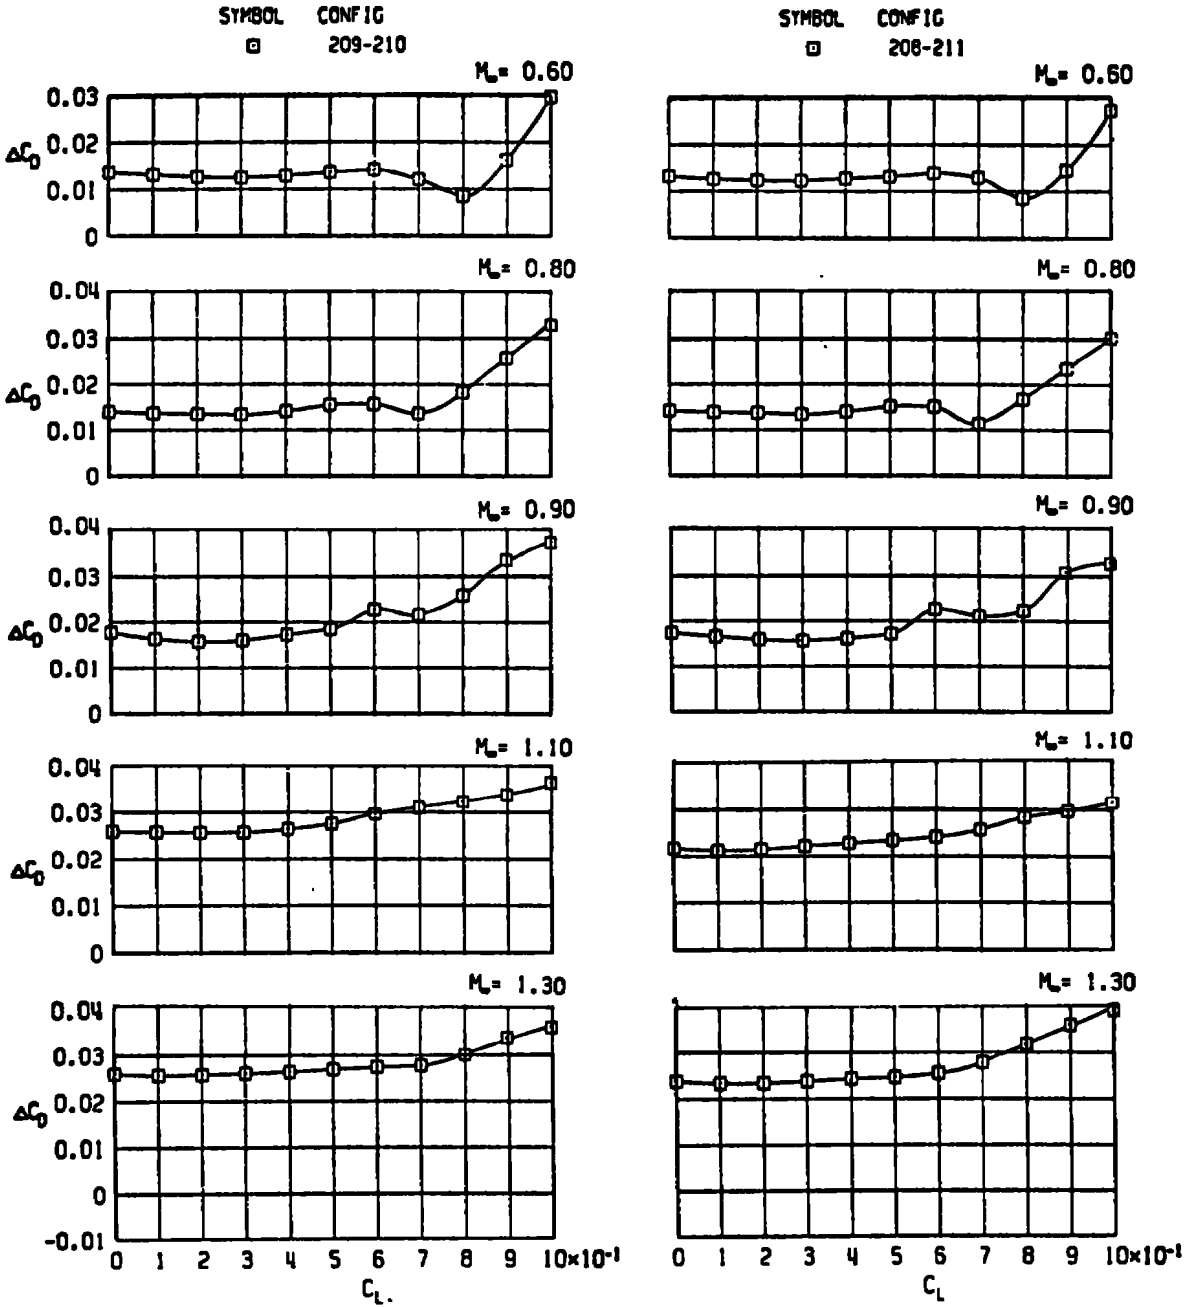 SYMBOL CONFIG
209-210
SYMBOL CONFIG
208-211
M∞= 0.60
0.03
0.02
0.01
0
ΔC_D
M∞= 0.60
M∞= 0.80
0.04
0.03
0.02
0.01
0
ΔC_D
M∞= 0.80
M∞= 0.90
0.04
0.03
0.02
0.01
0
ΔC_D
M∞= 0.90
M∞= 1.10
0.04
0.03
0.02
0.01
0
ΔC_D
M∞= 1.10
M∞= 1.30
0.04
0.03
0.02
0.01
0
-0.01
ΔC_D
0 1 2 3 4 5 6 7 8 9 10×10⁻¹
C_L.
M∞= 1.30
0 1 2 3 4 5 6 7 8 9 10×10⁻¹
C_L